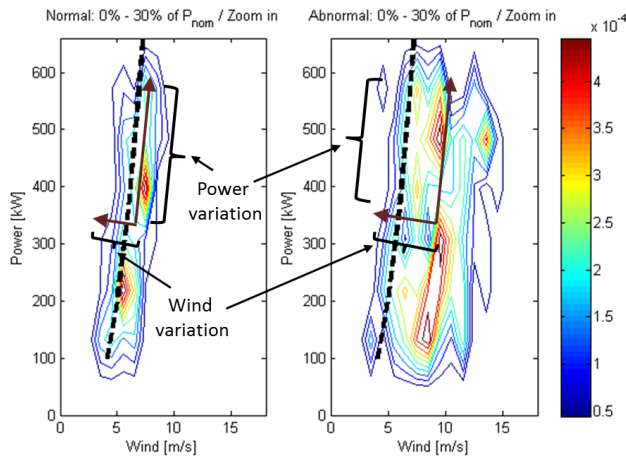 Normal: 0% - 30% of P_nom / Zoom in
Abnormal: 0% - 30% of P_nom / Zoom in
x 10^-4
600
500
400
300
200
100
0
Power [kW]
0
5
10
15
Wind [m/s]
Power
variation
Wind
variation
600
500
400
300
200
100
0
Power [kW]
0
5
10
15
Wind [m/s]
4
3.5
3
2.5
2
1.5
1
0.5